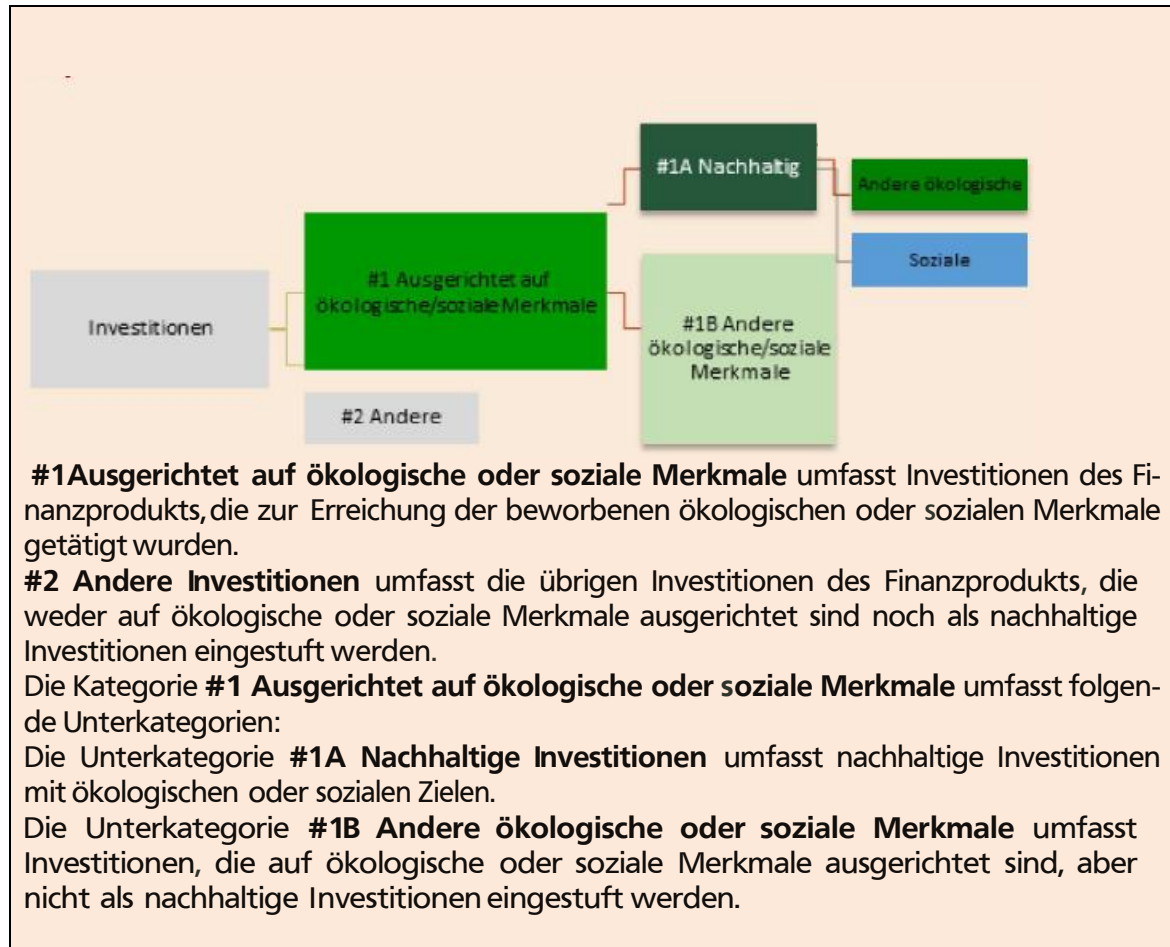 #1A Nachhaltig
Andere ökologische
Soziale
#1 Ausgerichtet auf
ökologische/soziale Merkmale
Investitionen
#1B Andere
ökologische/soziale
Merkmale
#2 Andere
#1Ausgerichtet auf ökologische oder soziale Merkmale umfasst Investitionen des Fi-
nanzprodukts, die zur Erreichung der beworbenen ökologischen oder sozialen Merkmale
getätigt wurden.
#2 Andere Investitionen umfasst die übrigen Investitionen des Finanzprodukts, die
weder auf ökologische oder soziale Merkmale ausgerichtet sind noch als nachhaltige
Investitionen eingestuft werden.
Die Kategorie #1 Ausgerichtet auf ökologische oder soziale Merkmale umfasst folgen-
de Unterkategorien:
Die Unterkategorie #1A Nachhaltige Investitionen umfasst nachhaltige Investitionen
mit ökologischen oder sozialen Zielen.
Die Unterkategorie #1B Andere ökologische oder soziale Merkmale umfasst
Investitionen, die auf ökologische oder soziale Merkmale ausgerichtet sind, aber
nicht als nachhaltige Investitionen eingestuft werden.